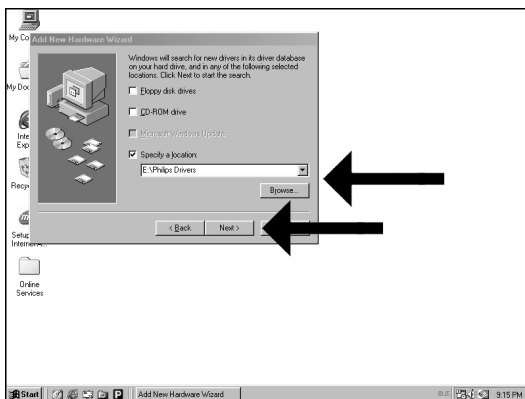 My Co
Add New Hardware Wizard
Windows will search for new drivers in its driver database
on your hard drive, and in any of the following selected
locations. Click Next to start the search.
Floppy disk drives
CD-ROM drive
Microsoft Windows Update
Specify a location:
E:\Philips Drivers
Browse...
< Back
Next >
My Doc
Inte
Exp
Recy
Setup
Internet A...
Online
Services
Start
Add New Hardware Wizard
9:15 PM